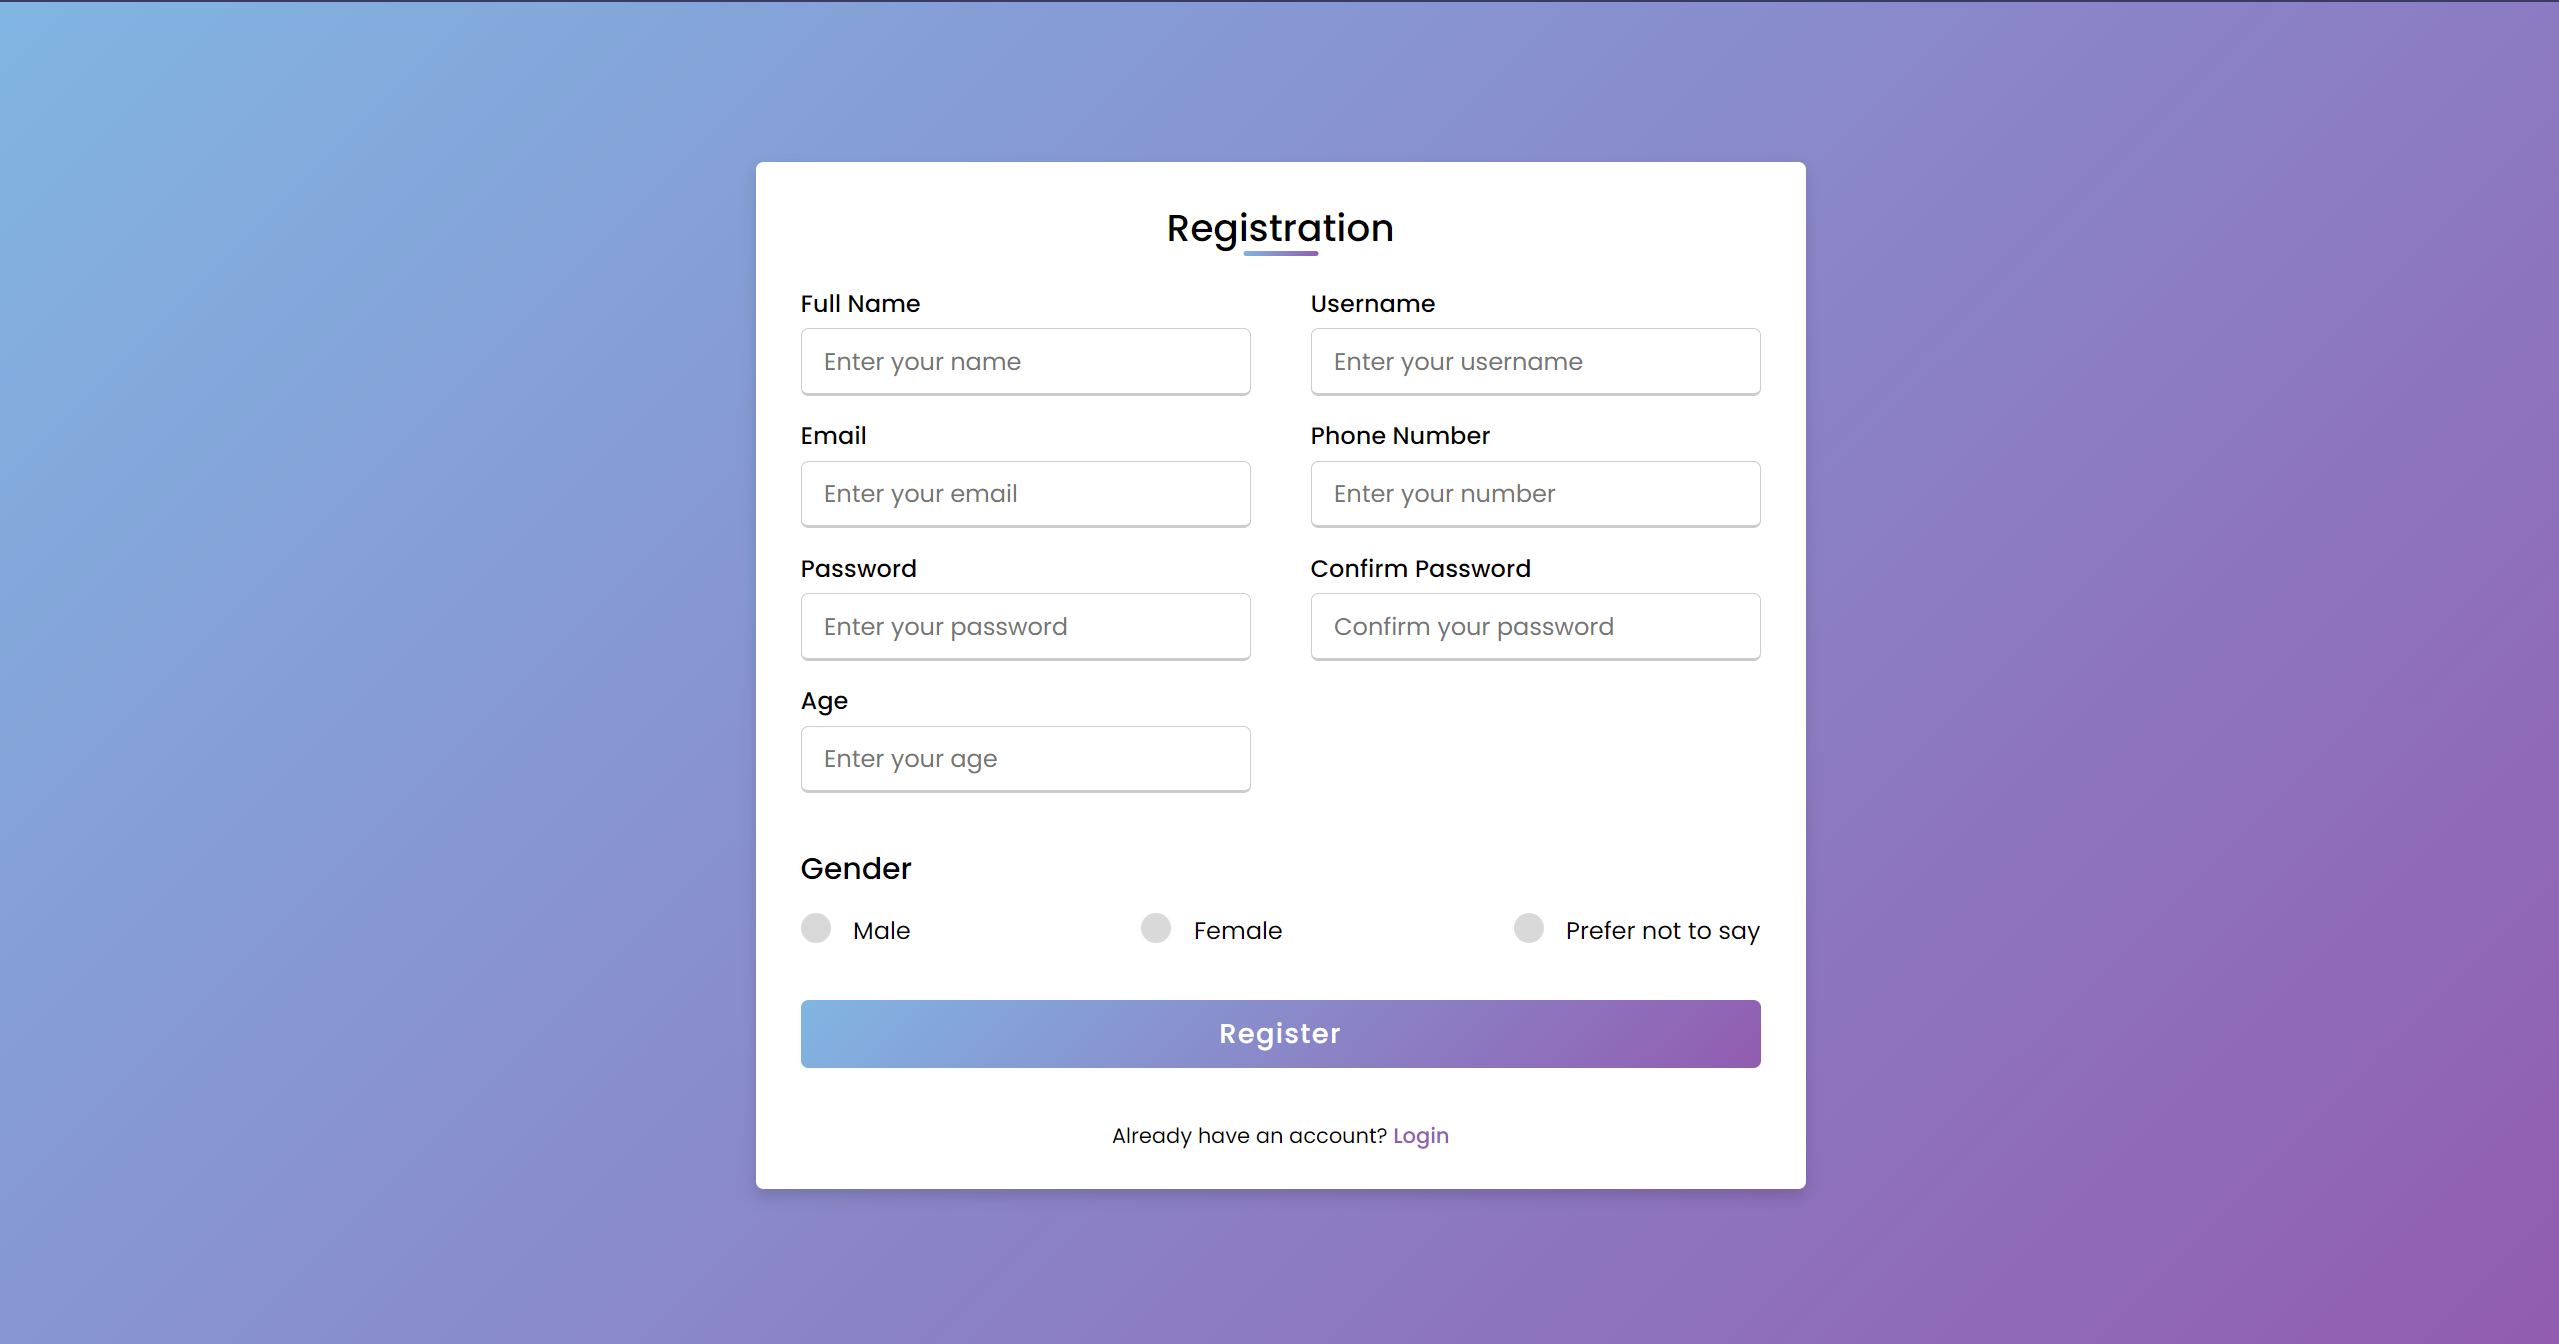 Registration
Full Name
Username
Enter your name
Enter your username
Email
Phone Number
Enter your email
Enter your number
Password
Confirm Password
Enter your password
Confirm your password
Age
Enter your age
Gender
Male
Female
Prefer not to say
Register
Already have an account? Login